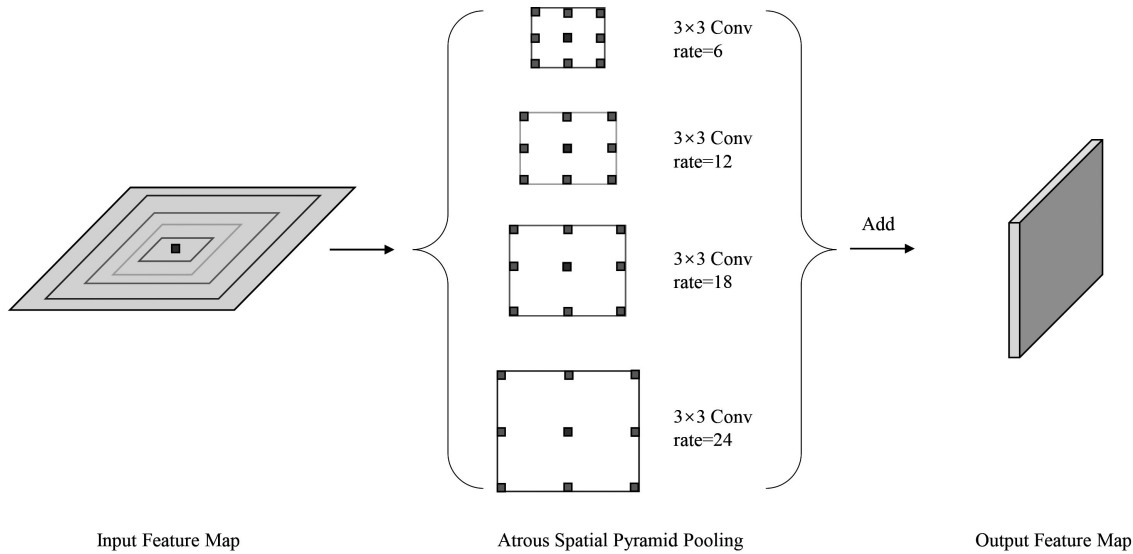 3×3 Conv
rate=6
3×3 Conv
rate=12
3×3 Conv
rate=18
3×3 Conv
rate=24
Add
Input Feature Map
Atrous Spatial Pyramid Pooling
Output Feature Map